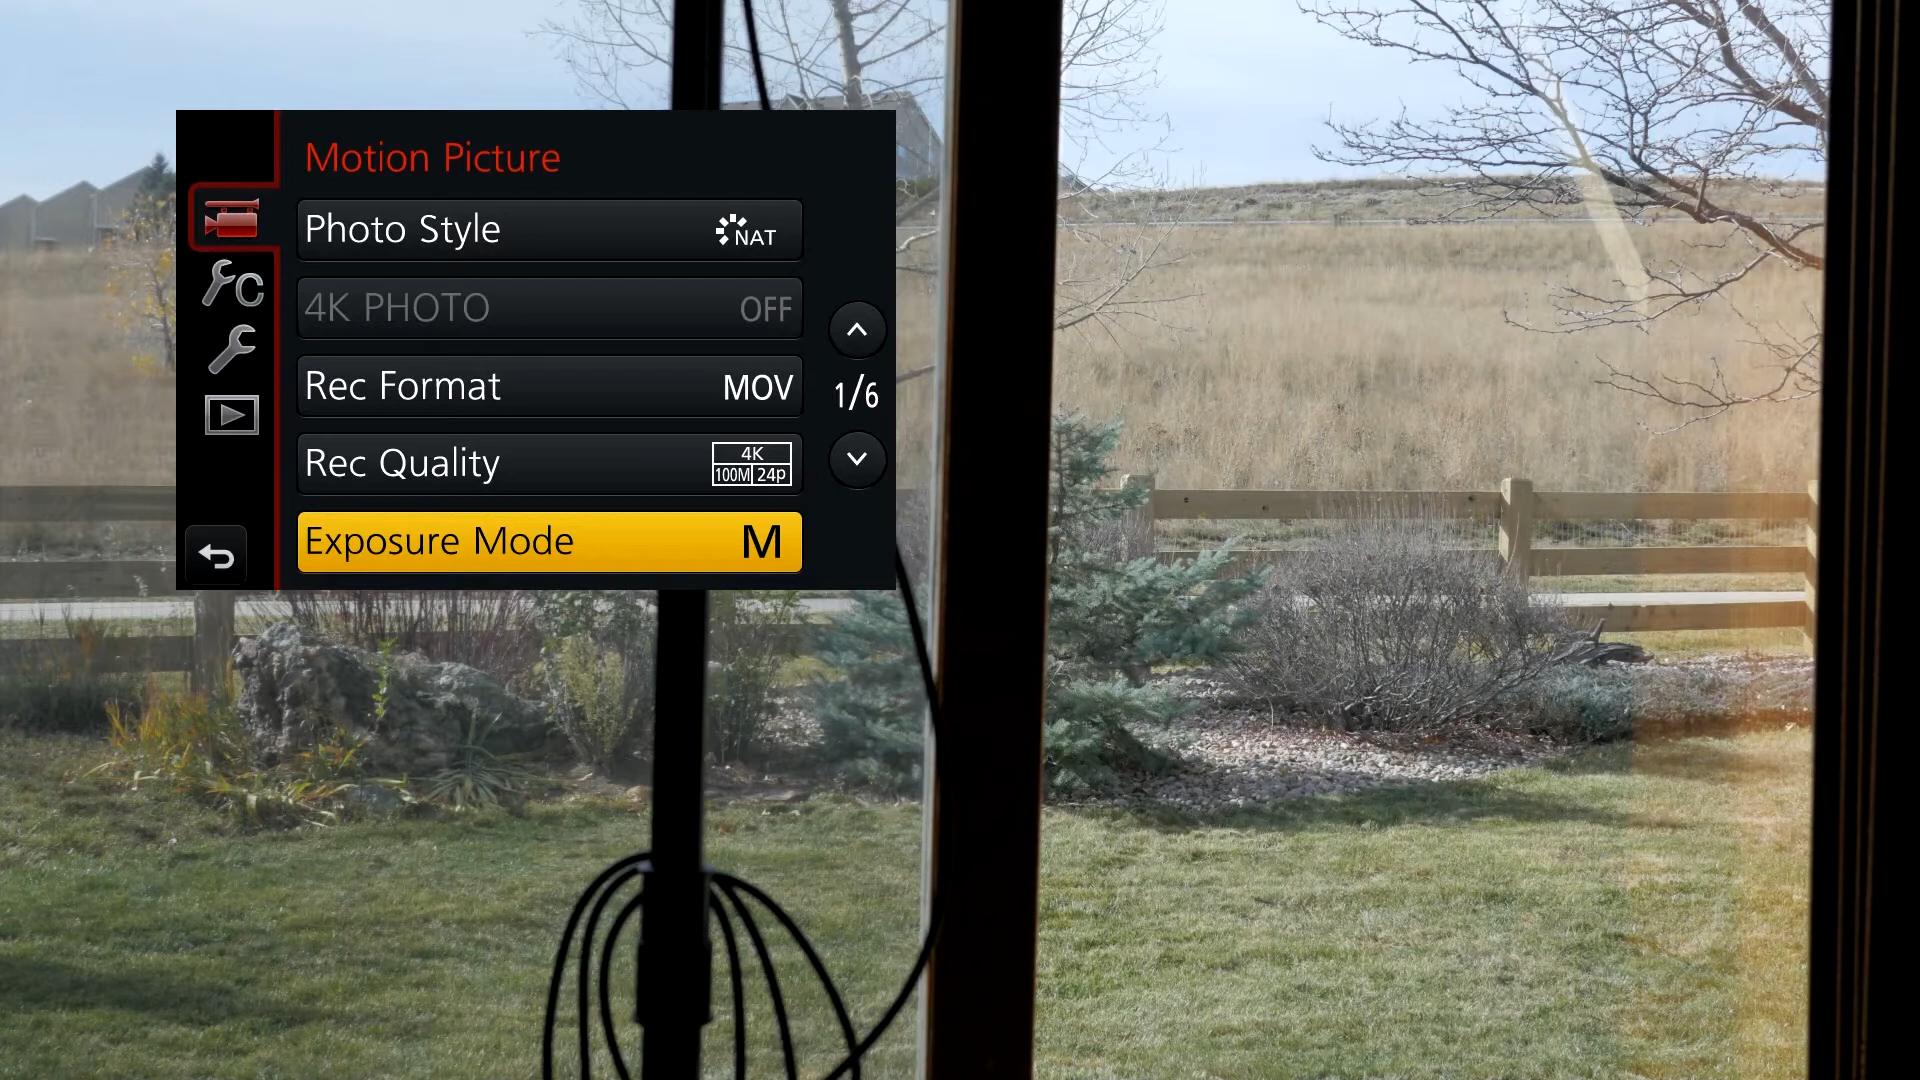 Motion Picture
Photo Style NAT
4K PHOTO OFF
Rec Format MOV
1/6
Rec Quality 4K 100M 24p
Exposure Mode M
C